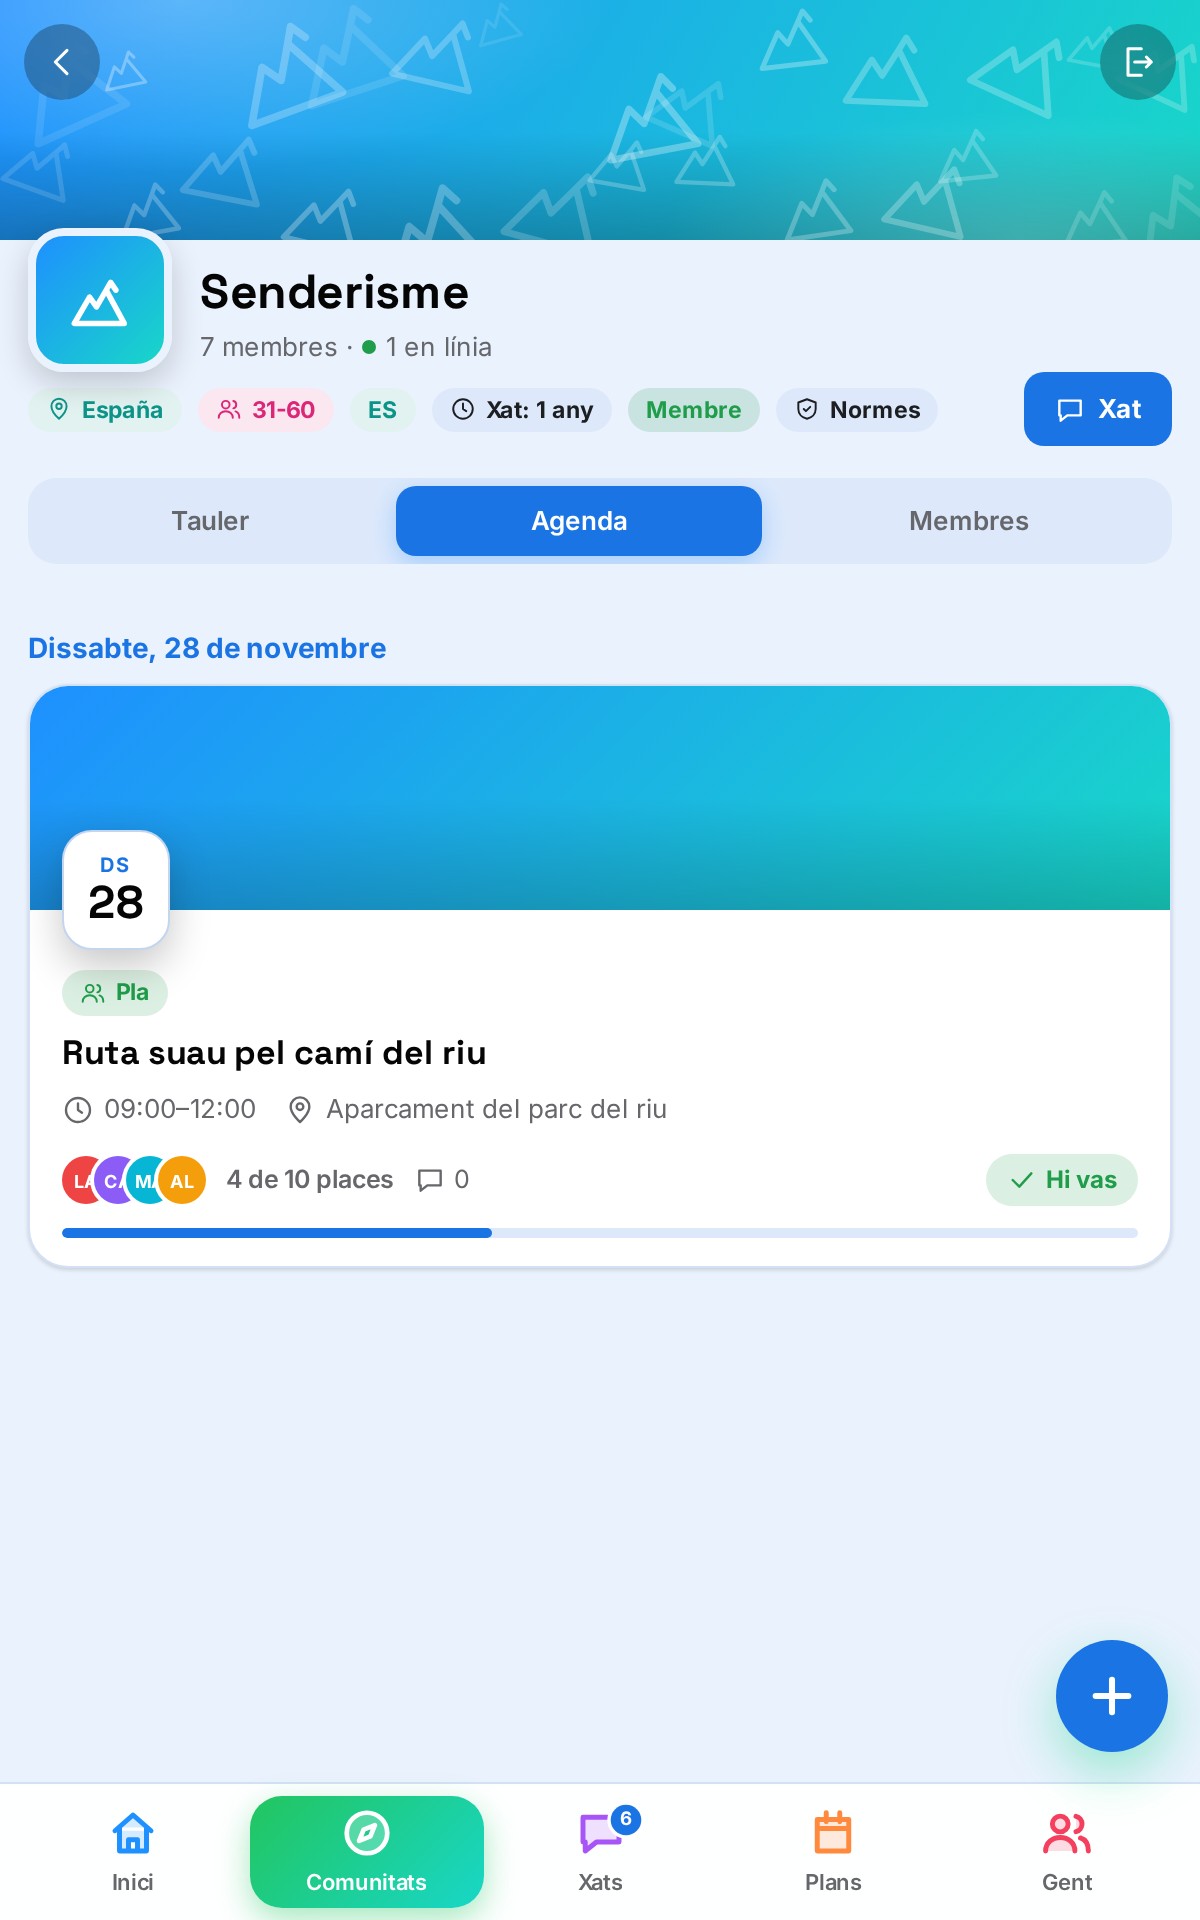 Senderisme
7 membres · 1 en línia
España
31-60
ES
Xat: 1 any
Membre
Normes
Xat
Tauler
Agenda
Membres
Dissabte, 28 de novembre
DS
28
Pla
Ruta suau pel camí del riu
09:00–12:00 Aparcament del parc del riu
AL 4 de 10 places 0
Hi vas
6
Inici
Comunitats
Xats
Plans
Gent